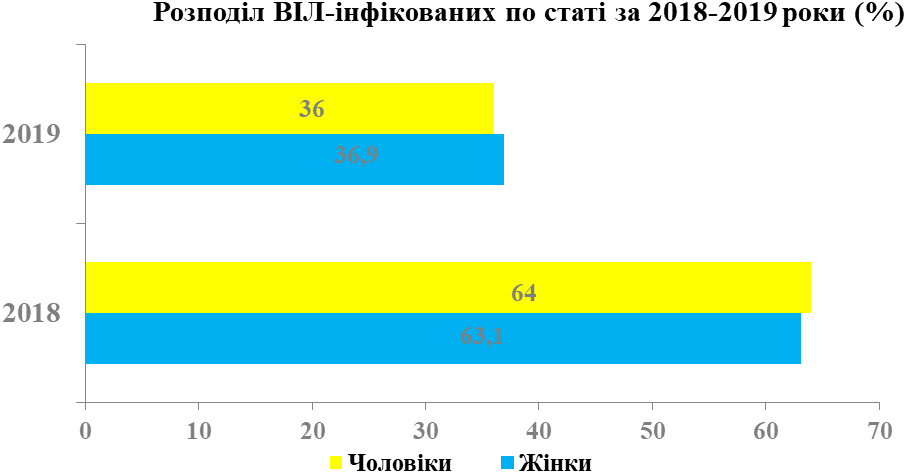 Розподіл ВІЛ-інфікованих по статі за 2018-2019 роки (%)
2019
36
36,9
2018
64
63,1
0 10 20 30 40 50 60 70
Чоловіки Жінки